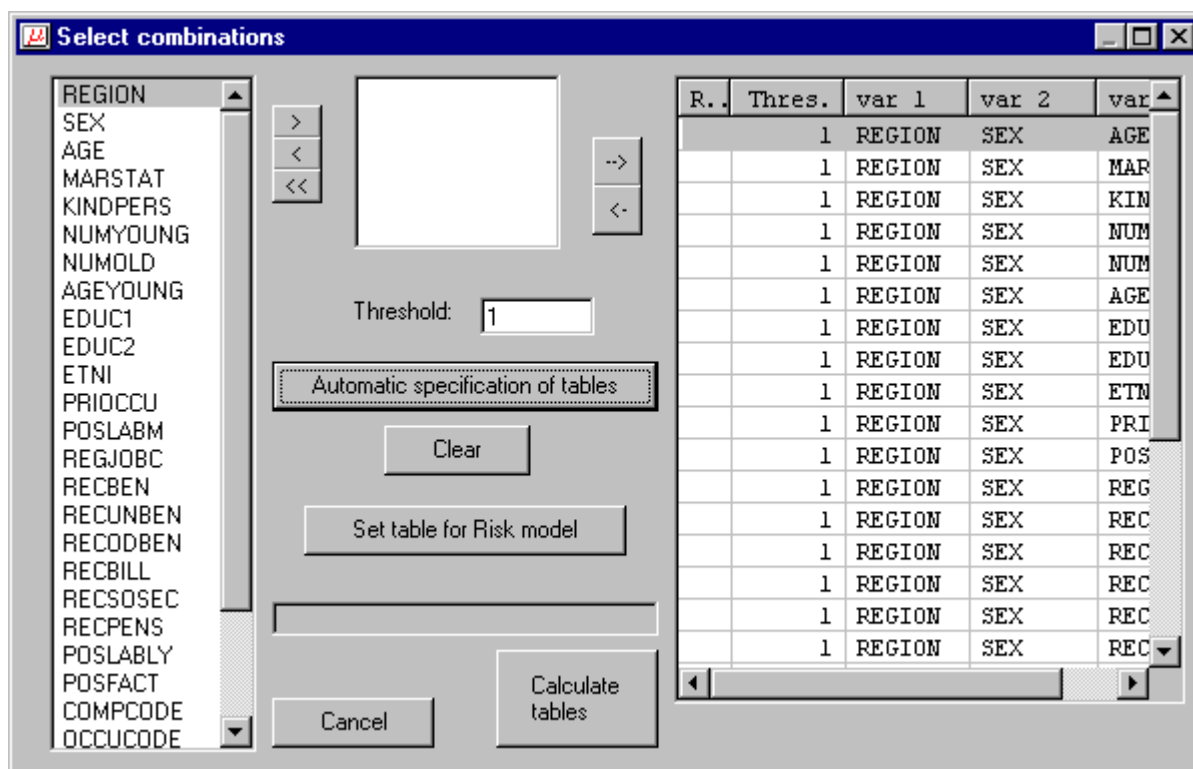 μ Select combinations
REGION
SEX
AGE
MARSTAT
KINDPERS
NUMYOUNG
NUMOLD
AGEYOUNG
EDUC1
EDUC2
ETNI
PRIOCCU
POSLABM
REGJOBC
RECBEN
RECUNBEN
RECODBEN
RECBILL
RECSOSEC
RECPENS
POSLABLY
POSFACT
COMPCODE
OCCUCODE
>
<
<<
-->
<-
Threshold: 1
Automatic specification of tables
Clear
Set table for Risk model
Cancel
Calculate
tables
R.. Thres. var 1 var 2 var
1 REGION SEX AGE
1 REGION SEX MAR
1 REGION SEX KIN
1 REGION SEX NUM
1 REGION SEX NUM
1 REGION SEX AGE
1 REGION SEX EDU
1 REGION SEX EDU
1 REGION SEX ETN
1 REGION SEX PRI
1 REGION SEX POS
1 REGION SEX REG
1 REGION SEX REC
1 REGION SEX REC
1 REGION SEX REC
1 REGION SEX REC
1 REGION SEX REC